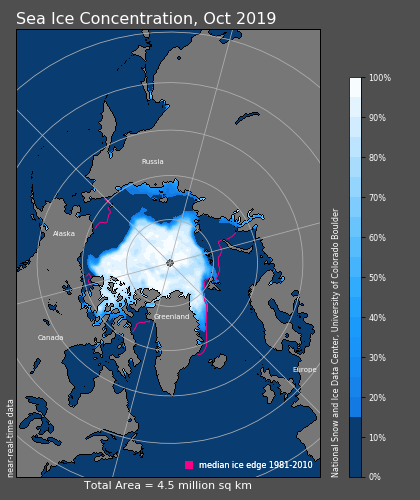 Sea Ice Concentration, Oct 2019
100%
90%
80%
70%
60%
50%
40%
30%
20%
10%
0%
National Snow and Ice Data Center, University of Colorado Boulder
Russia
Alaska
Canada
Greenland
Europe
near-real-time data
median ice edge 1981-2010
Total Area = 4.5 million sq km